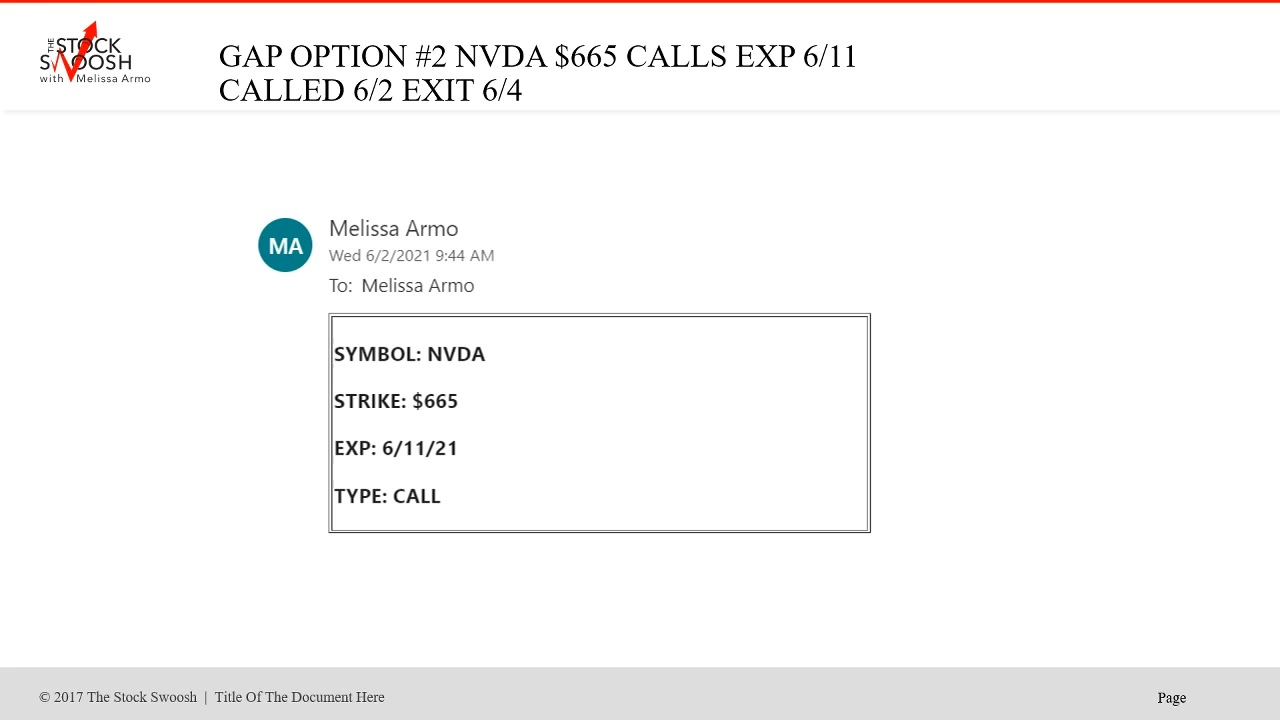 THE
STOCK
SWOOSH
with Melissa Armo
GAP OPTION #2 NVDA $665 CALLS EXP 6/11
CALLED 6/2 EXIT 6/4
MA
Melissa Armo
Wed 6/2/2021 9:44 AM
To: Melissa Armo
SYMBOL: NVDA
STRIKE: $665
EXP: 6/11/21
TYPE: CALL
© 2017 The Stock Swoosh | Title Of The Document Here
Page